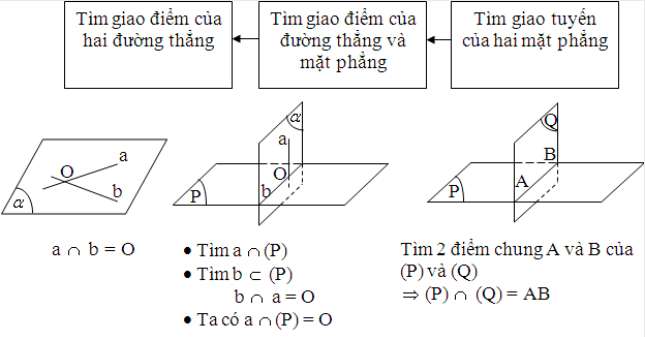 Tìm giao điểm của
hai đường thẳng
Tìm giao điểm của
đường thẳng và
mặt phẳng
Tìm giao tuyến
của hai mặt phẳng
O
a
b
α
a ∩ b = O
α
a
O
P
b
• Tìm a ∩ (P)
• Tìm b ⊂ (P)
b ∩ a = O
• Ta có a ∩ (P) = O
Q
B
A
P
Tìm 2 điểm chung A và B của
(P) và (Q)
⇒ (P) ∩ (Q) = AB